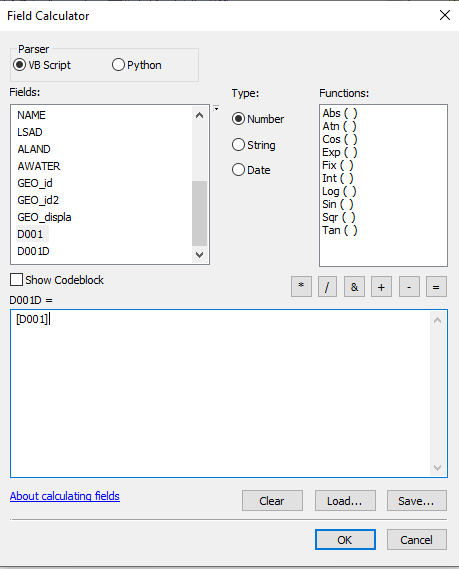 Field Calculator
Parser
VB Script
Python
Fields:
Type:
Functions:
NAME
LSAD
ALAND
AWATER
GEO_id
GEO_id2
GEO_displa
D001
D001D
Number
String
Date
Abs ( )
Atn ( )
Cos ( )
Exp ( )
Fix ( )
Int ( )
Log ( )
Sin ( )
Sqr ( )
Tan ( )
Show Codeblock
* / & + - =
D001D =
[D001]
About calculating fields
Clear
Load...
Save...
OK
Cancel